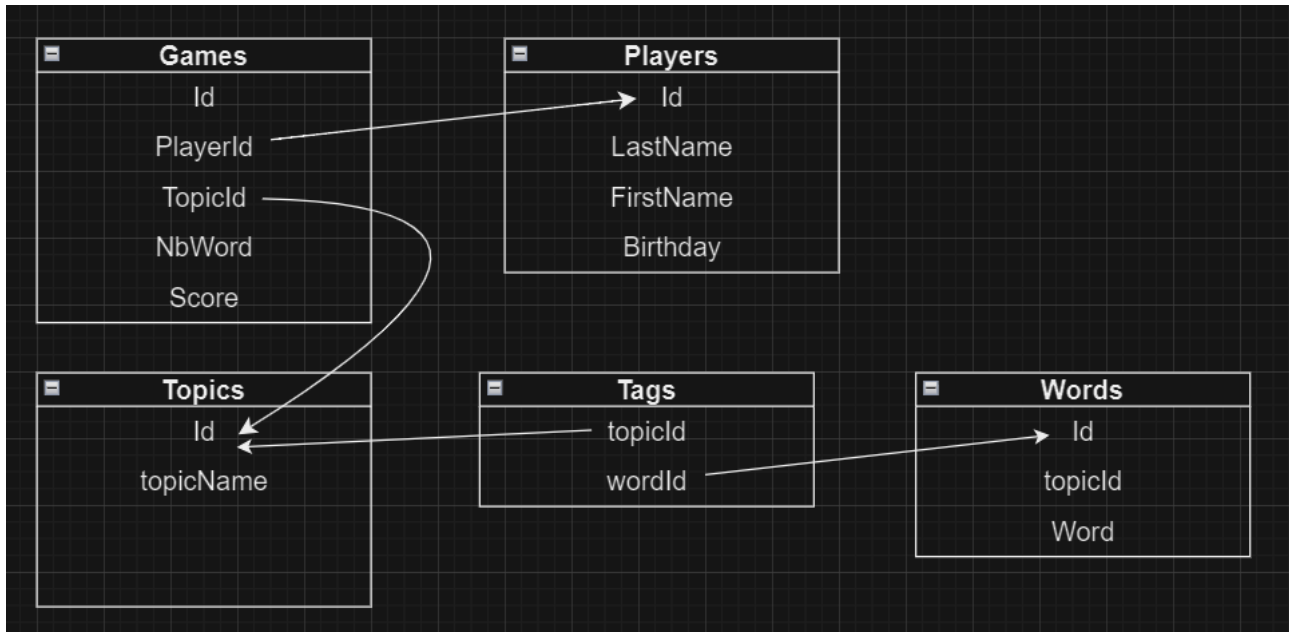 Games
Id
PlayerId
TopicId
NbWord
Score
Players
Id
LastName
FirstName
Birthday
Topics
Id
topicName
Tags
topicId
wordId
Words
Id
topicId
Word